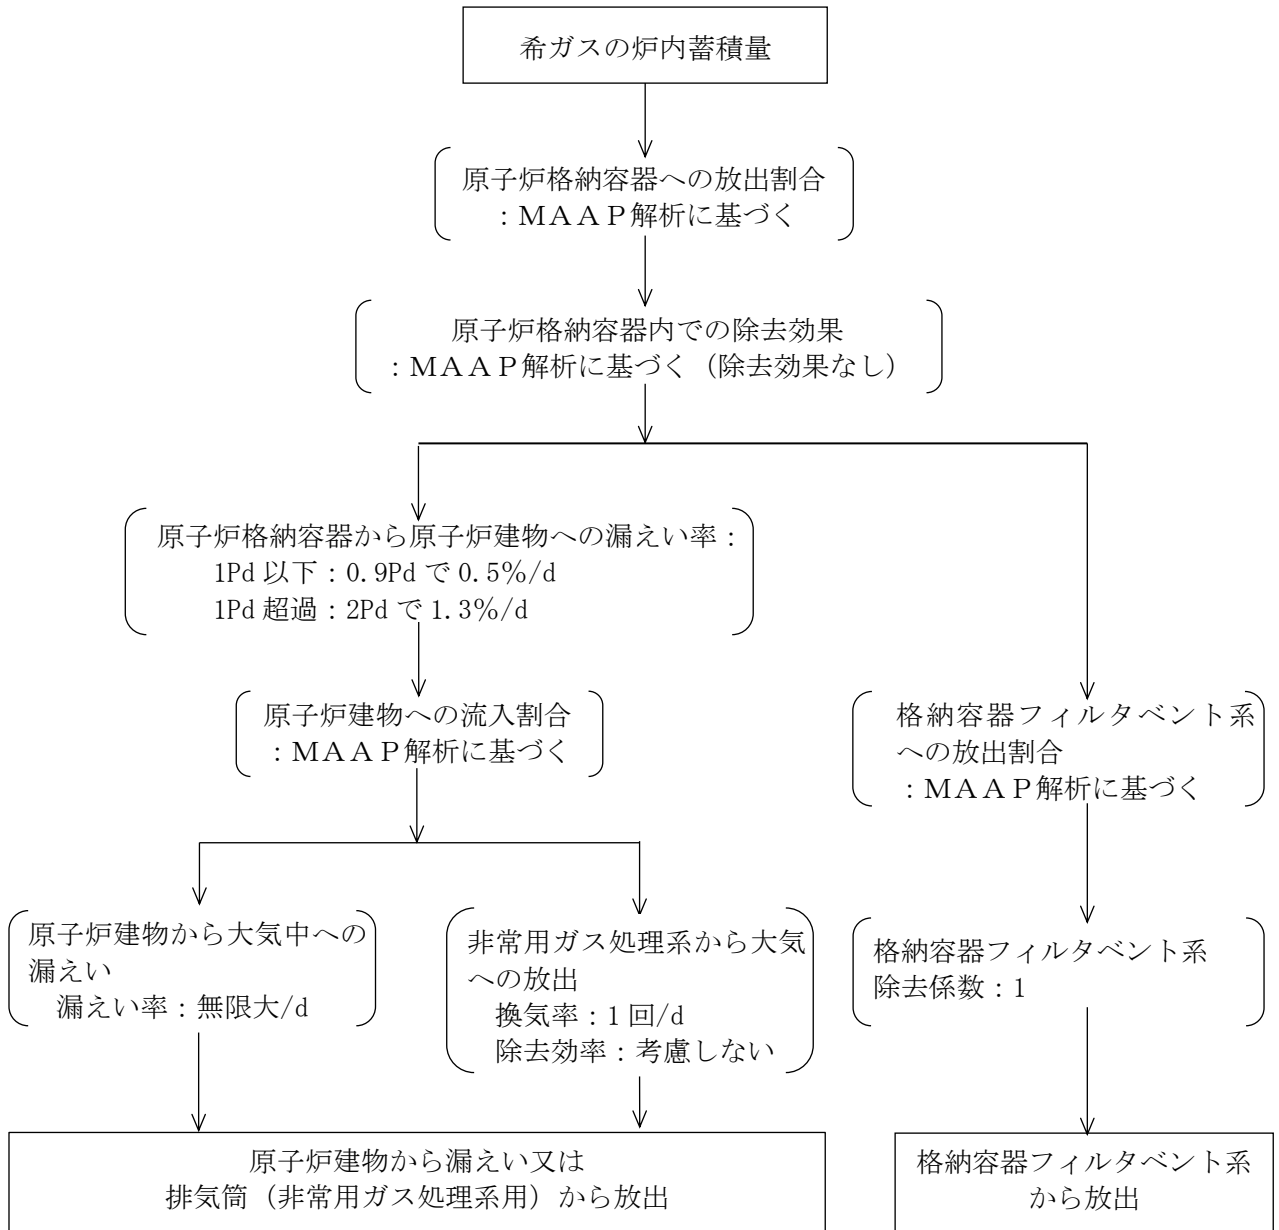 希ガスの炉内蓄積量
原子炉格納容器への放出割合
：ＭＡＡＰ解析に基づく
原子炉格納容器内での除去効果
：ＭＡＡＰ解析に基づく（除去効果なし）
原子炉格納容器から原子炉建物への漏えい率：
1Pd 以下：0.9Pd で 0.5%/d
1Pd 超過：2Pd で 1.3%/d
原子炉建物への流入割合
：ＭＡＡＰ解析に基づく
格納容器フィルタベント系
への放出割合
：ＭＡＡＰ解析に基づく
原子炉建物から大気中への
漏えい
漏えい率：無限大/d
非常用ガス処理系から大気
への放出
換気率：1 回/d
除去効率：考慮しない
格納容器フィルタベント系
除去係数：1
原子炉建物から漏えい又は
排気筒（非常用ガス処理系用）から放出
格納容器フィルタベント系
から放出